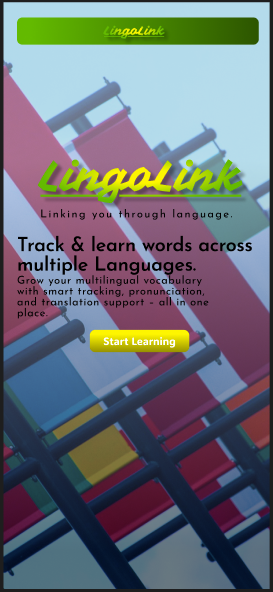 LingoLink
LingoLink
Linking you through language.
Track & learn words across
multiple Languages.
Grow your multilingual vocabulary
with smart tracking, pronunciation,
and translation support – all in one
place.
Start Learning